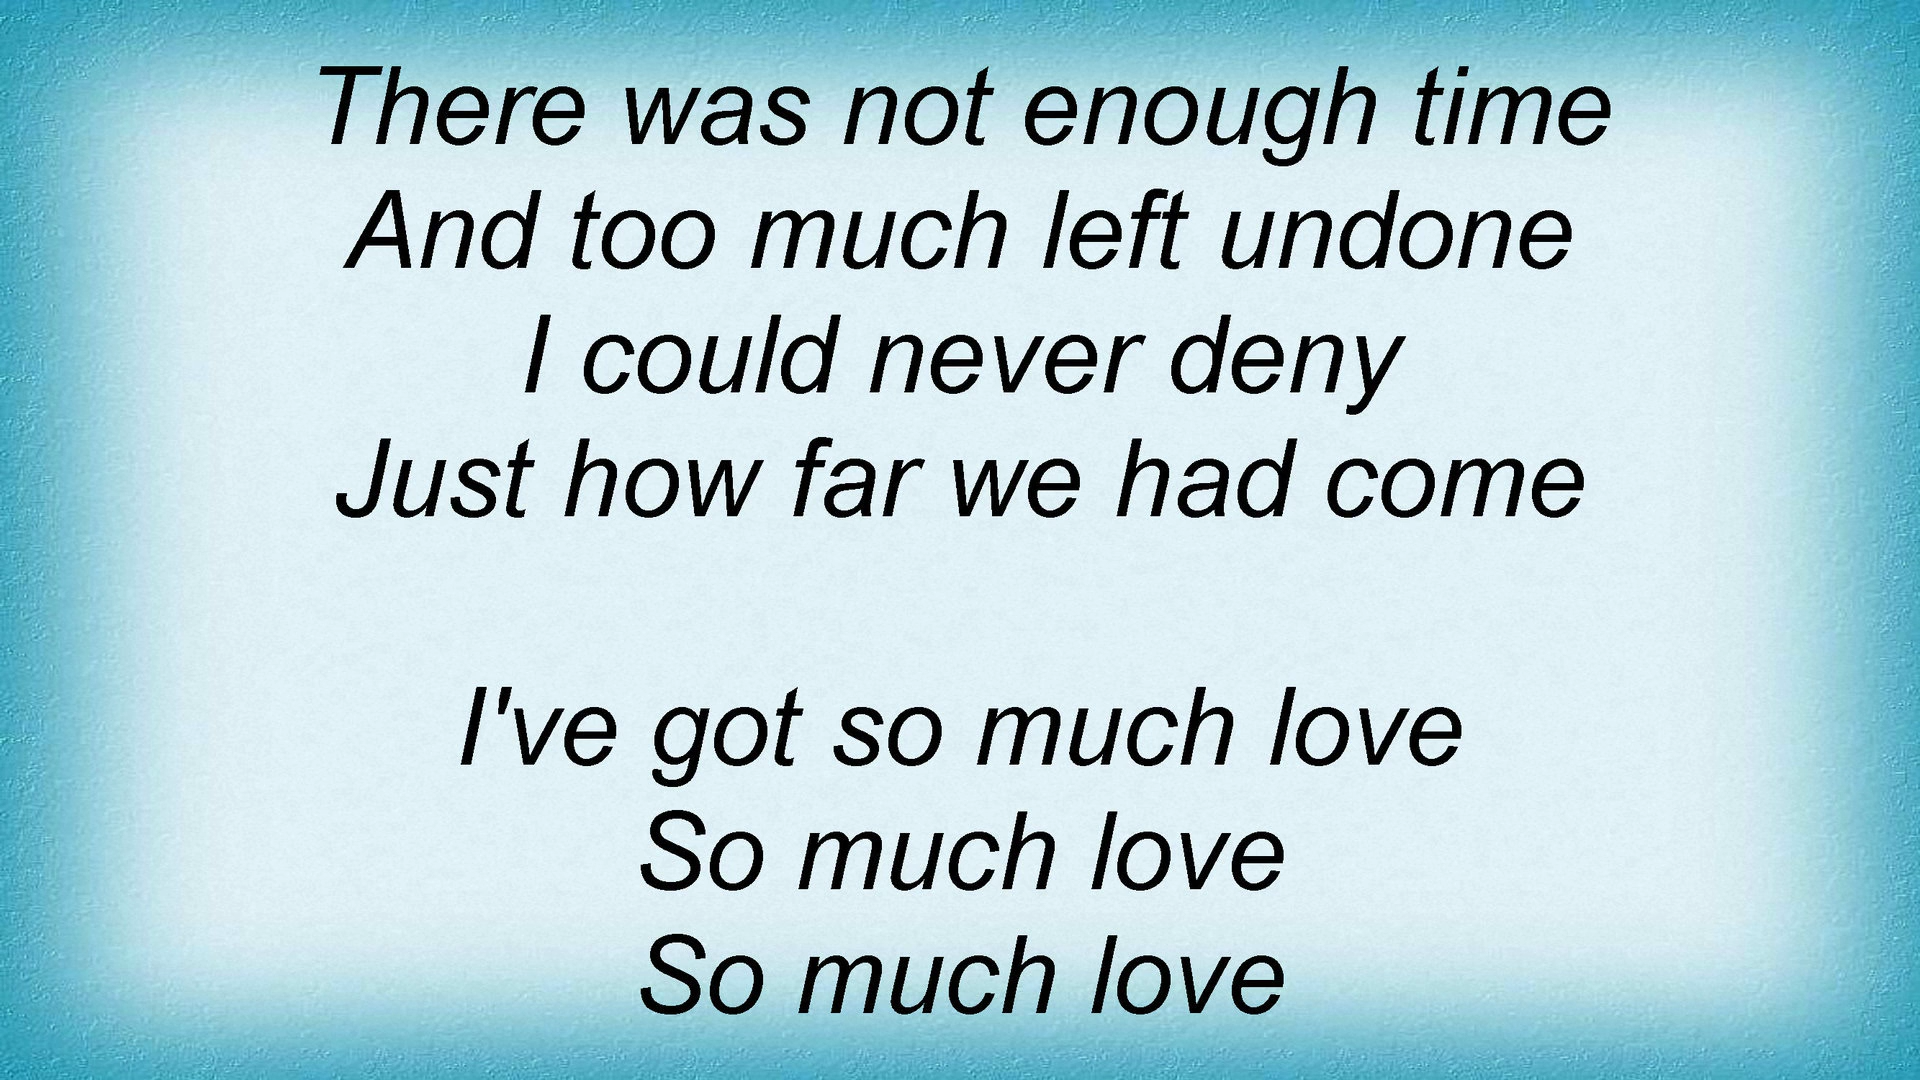 There was not enough time
And too much left undone
I could never deny
Just how far we had come
I've got so much love
So much love
So much love